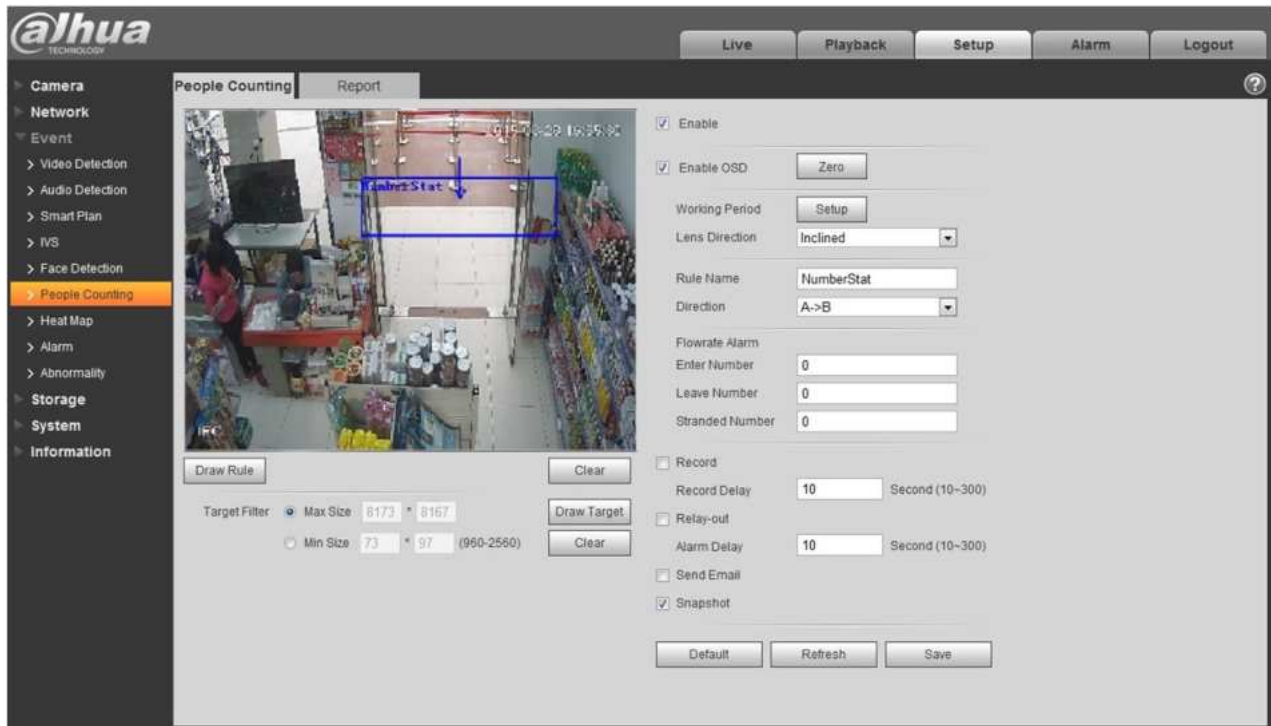 alhua
TECHNOLOGY
Live Playback Setup Alarm Logout
Camera
Network
Event
Video Detection
Audio Detection
Smart Plan
IVS
Face Detection
People Counting
Heat Map
Alarm
Abnormality
Storage
System
Information
People Counting Report
?
NumberStat
IPC
Draw Rule Clear
Target Filter Max Size 8173 * 8167 Draw Target
Min Size 73 * 97 (960-2560) Clear
Enable
Enable OSD Zero
Working Period Setup
Lens Direction Inclined
Rule Name NumberStat
Direction A->B
Flowrate Alarm
Enter Number 0
Leave Number 0
Stranded Number 0
Record
Record Delay 10 Second (10~300)
Relay-out
Alarm Delay 10 Second (10~300)
Send Email
Snapshot
Default Refresh Save